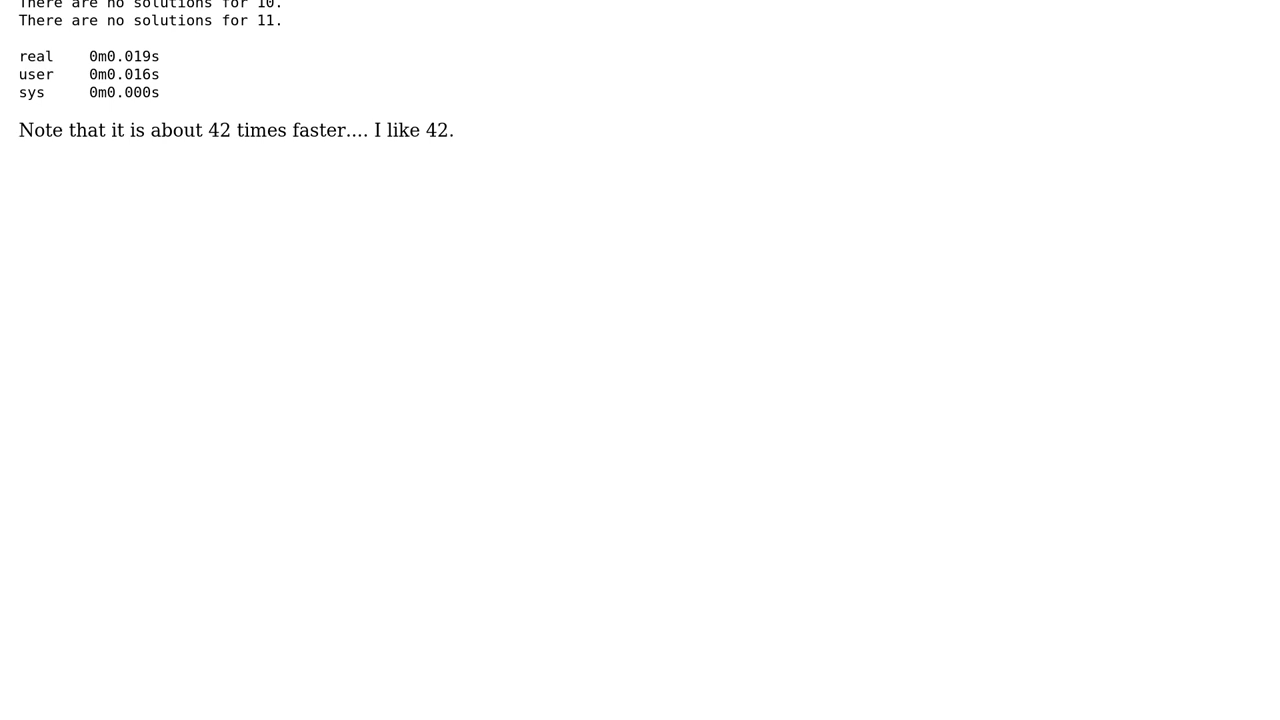 There are no solutions for 10.
There are no solutions for 11.
real    0m0.019s
user    0m0.016s
sys     0m0.000s
Note that it is about 42 times faster.... I like 42.